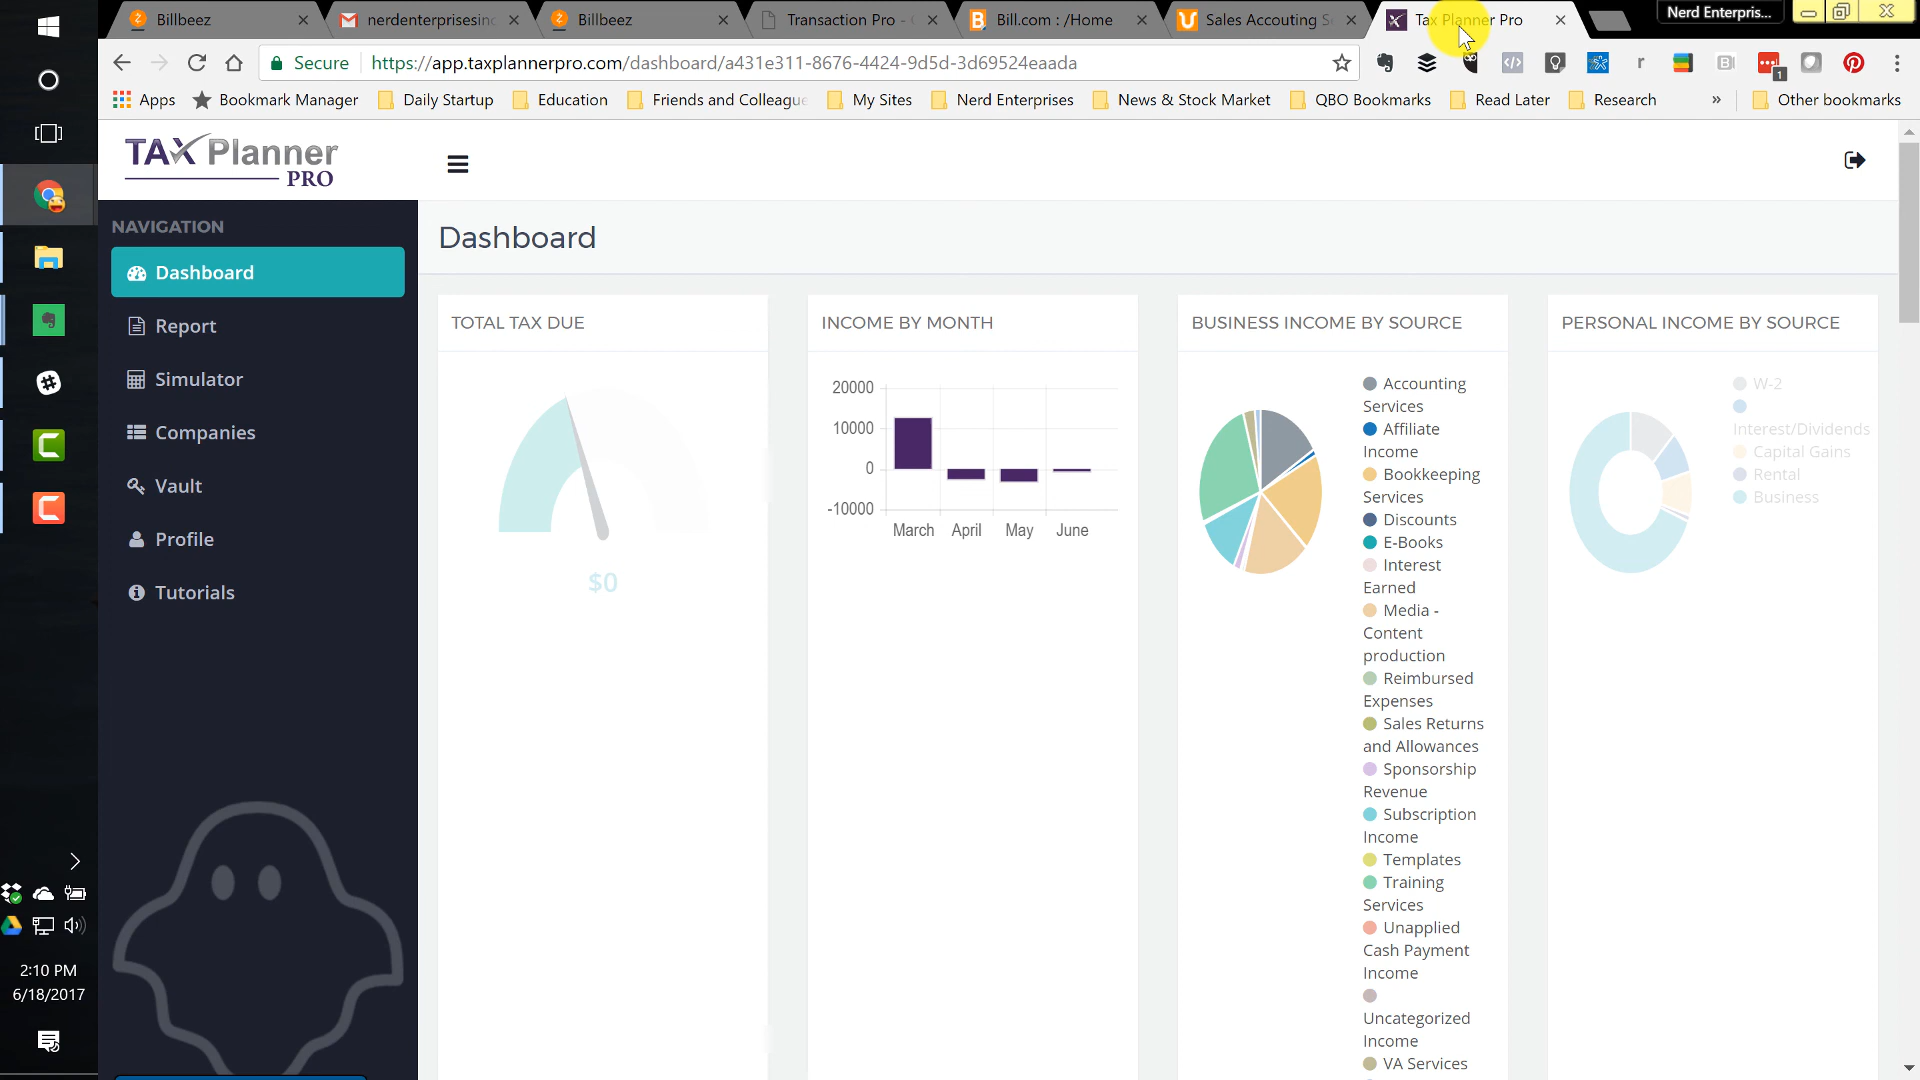 Billbeez
nerdenterprisesinc
Billbeez
Transaction Pro -
Bill.com : /Home
Sales Accouting S
Tax Planner Pro
Nerd Enterpris...
Secure
https://app.taxplannerpro.com/dashboard/a431e311-8676-4424-9d5d-3d69524eaada
1
Apps
Bookmark Manager
Daily Startup
Education
Friends and Colleague
My Sites
Nerd Enterprises
News & Stock Market
QBO Bookmarks
Read Later
Research
»
Other bookmarks
TAX Planner
PRO
NAVIGATION
Dashboard
Report
Simulator
Companies
Vault
Profile
Tutorials
Dashboard
TOTAL TAX DUE
$0
INCOME BY MONTH
20000
10000
0
-10000
March April May June
BUSINESS INCOME BY SOURCE
Accounting
Services
Affiliate
Income
Bookkeeping
Services
Discounts
E-Books
Interest
Earned
Media -
Content
production
Reimbursed
Expenses
Sales Returns
and Allowances
Sponsorship
Revenue
Subscription
Income
Templates
Training
Services
Unapplied
Cash Payment
Income
Uncategorized
Income
VA Services
PERSONAL INCOME BY SOURCE
W-2
Interest/Dividends
Capital Gains
Rental
Business
2:10 PM
6/18/2017